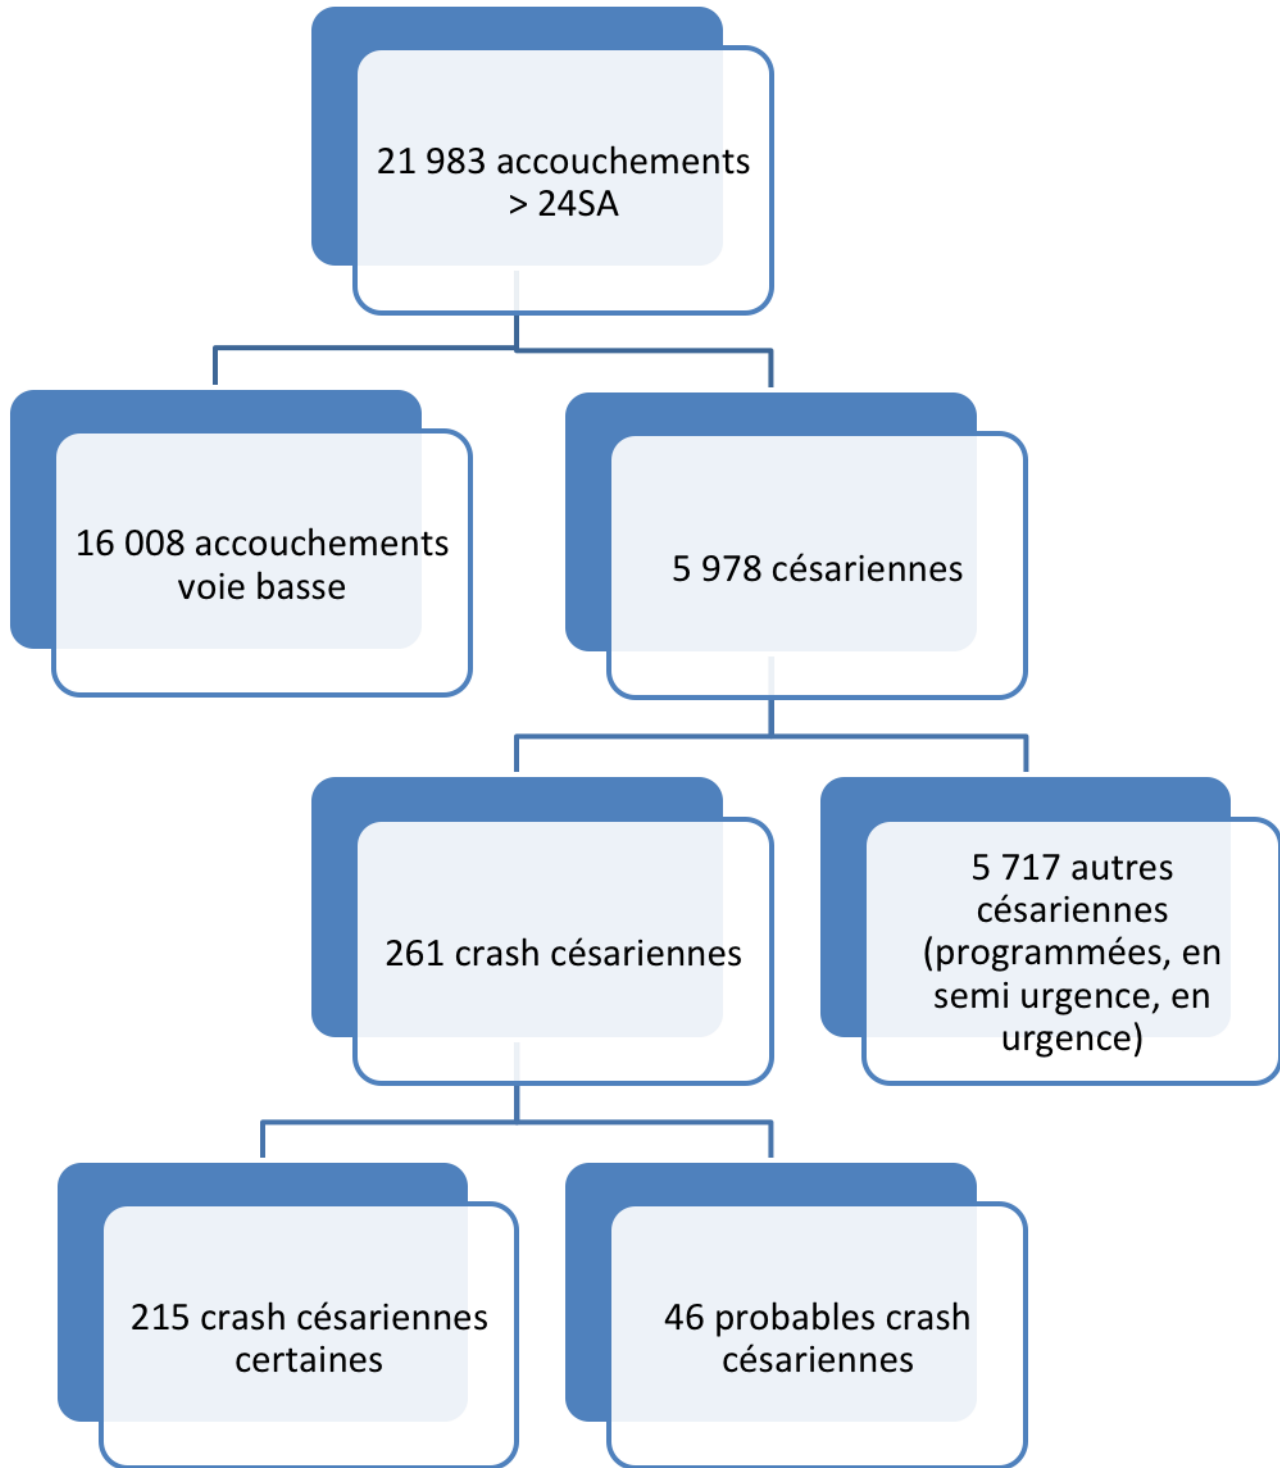 21 983 accouchements
> 24SA
16 008 accouchements
voie basse
5 978 césariennes
261 crash césariennes
5 717 autres
césariennes
(programmées, en
semi urgence, en
urgence)
215 crash césariennes
certaines
46 probables crash
césariennes